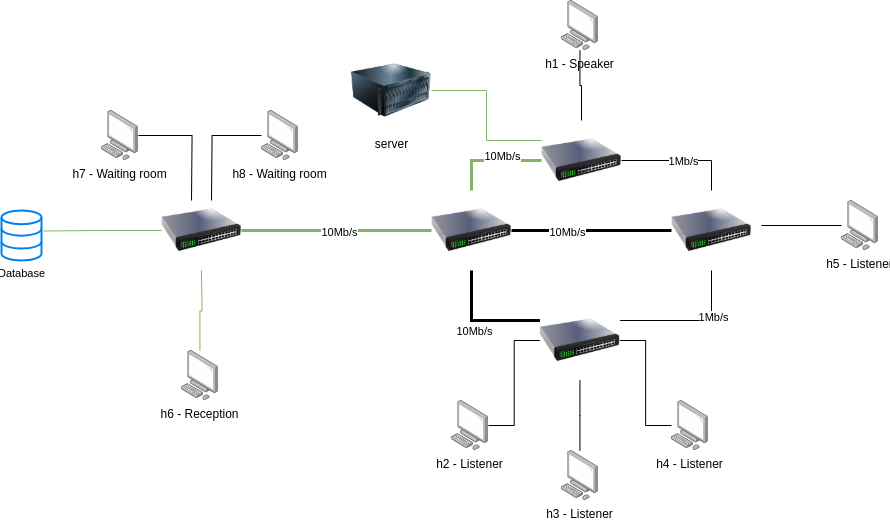 h1 - Speaker
server
10Mb/s
1Mb/s
h7 - Waiting room
h8 - Waiting room
10Mb/s
10Mb/s
h5 - Listener
Database
1Mb/s
10Mb/s
h6 - Reception
h2 - Listener
h4 - Listener
h3 - Listener